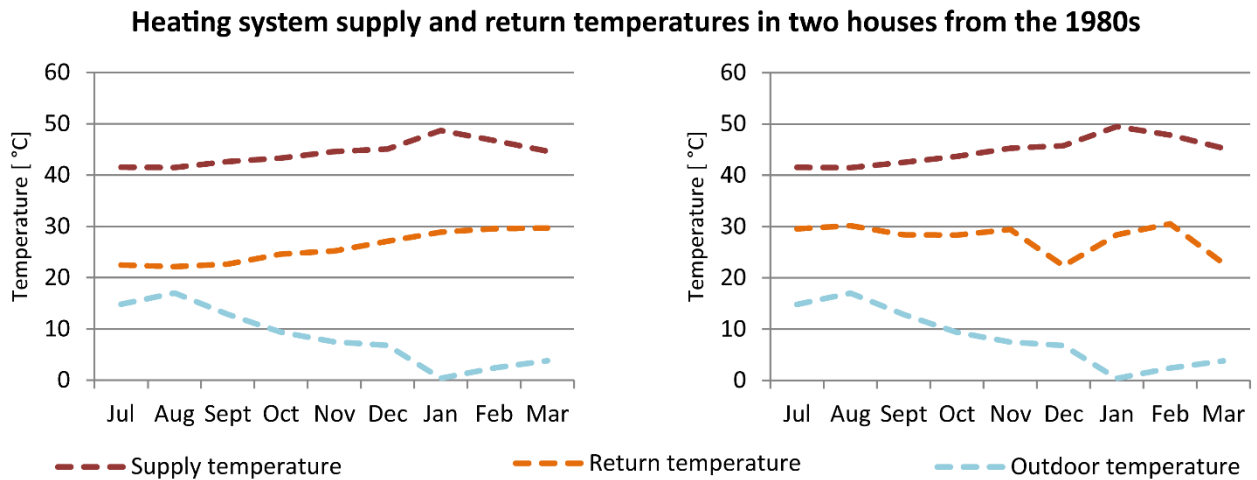 Heating system supply and return temperatures in two houses from the 1980s
Temperature [ °C]
60
50
40
30
20
10
0
Jul Aug Sept Oct Nov Dec Jan Feb Mar
Temperature [ °C]
60
50
40
30
20
10
0
Jul Aug Sept Oct Nov Dec Jan Feb Mar
Supply temperature
Return temperature
Outdoor temperature